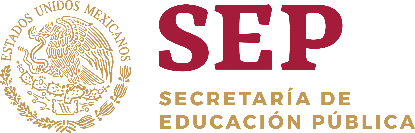 ESTADOS UNIDOS MEXICANOS
SEP
SECRETARÍA DE
EDUCACIÓN PÚBLICA